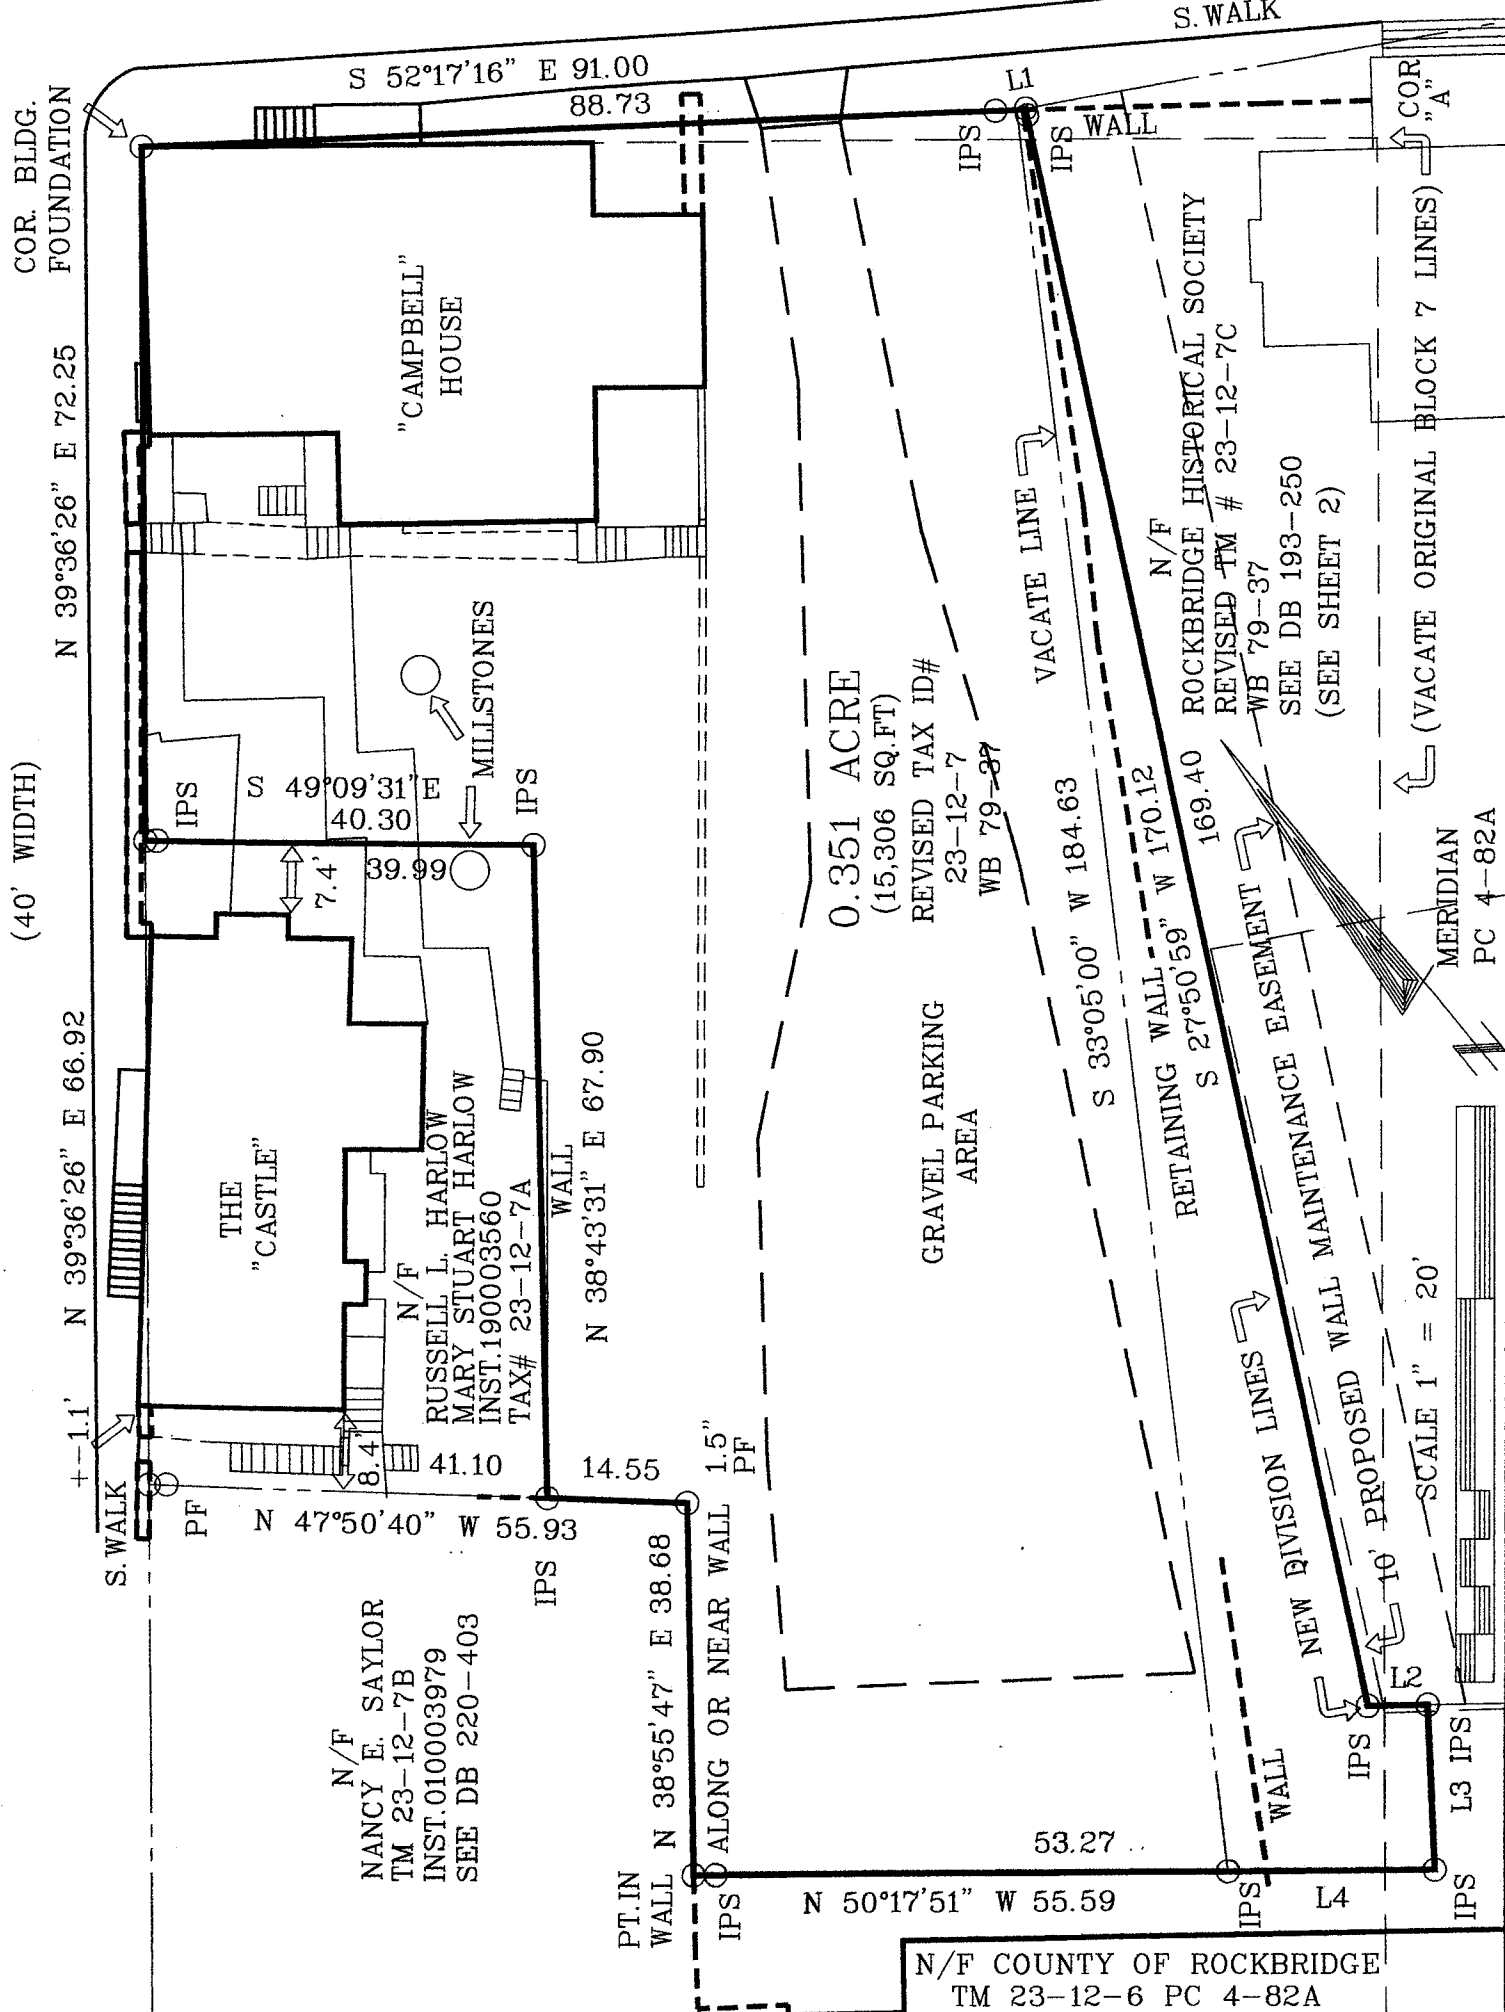 S. WALK
S 52°17'16" E 91.00
88.73
L1
COR. BLDG.
FOUNDATION
IPS
IPS
WALL
COR
"A"
N 39°36'26" E 72.25
"CAMPBELL"
HOUSE
VACATE LINE
N/F
ROCKBRIDGE HISTORICAL SOCIETY
REVISED TM # 23-12-7C
WB 79-37
SEE DB 193-250
(SEE SHEET 2)
(VACATE ORIGINAL BLOCK 7 LINES)
(40' WIDTH)
MILLSTONES
IPS
S 49°09'31"E
40.30
39.99
IPS
7.4'
0.351 ACRE
(15,306 SQ.FT)
REVISED TAX ID#
23-12-7
WB 79-37
S 33°05'00" W 184.63
RETAINING WALL
S 27°50'59" W 170.12
169.40
MERIDIAN
PC 4-82A
N
N 39°36'26" E 66.92
THE
"CASTLE"
N/F
RUSSELL L. HARLOW
MARY STUART HARLOW
INST.190003560
TAX# 23-12-7A
WALL
N 38°43'31" E 67.90
GRAVEL PARKING
AREA
NEW DIVISION LINES
10' PROPOSED WALL MAINTENANCE EASEMENT
SCALE 1" = 20'
+-1.1'
S. WALK
PF
8.4'
41.10
14.55
1.5"
PF
N 47°50'40" W 55.93
IPS
N/F
NANCY E. SAYLOR
TM 23-12-7B
INST.010003979
SEE DB 220-403
PT.IN
WALL
N 38°55'47" E 38.68
ALONG OR NEAR WALL
IPS
53.27
N 50°17'51" W 55.59
WALL
IPS
L4
IPS
L2
L3
IPS
IPS
N/F COUNTY OF ROCKBRIDGE
TM 23-12-6 PC 4-82A